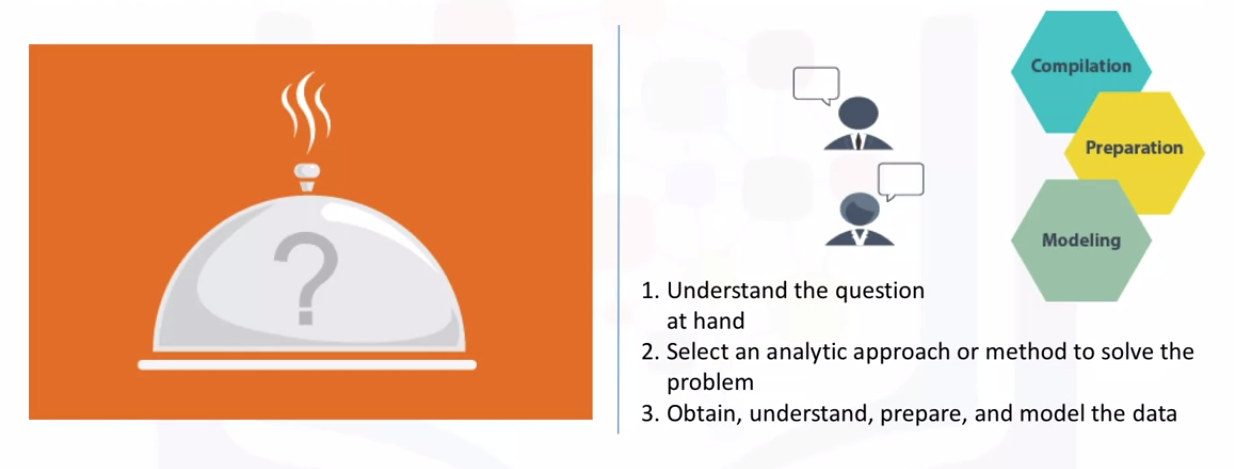 ?
Compilation
Preparation
Modeling
1. Understand the question
at hand
2. Select an analytic approach or method to solve the
problem
3. Obtain, understand, prepare, and model the data